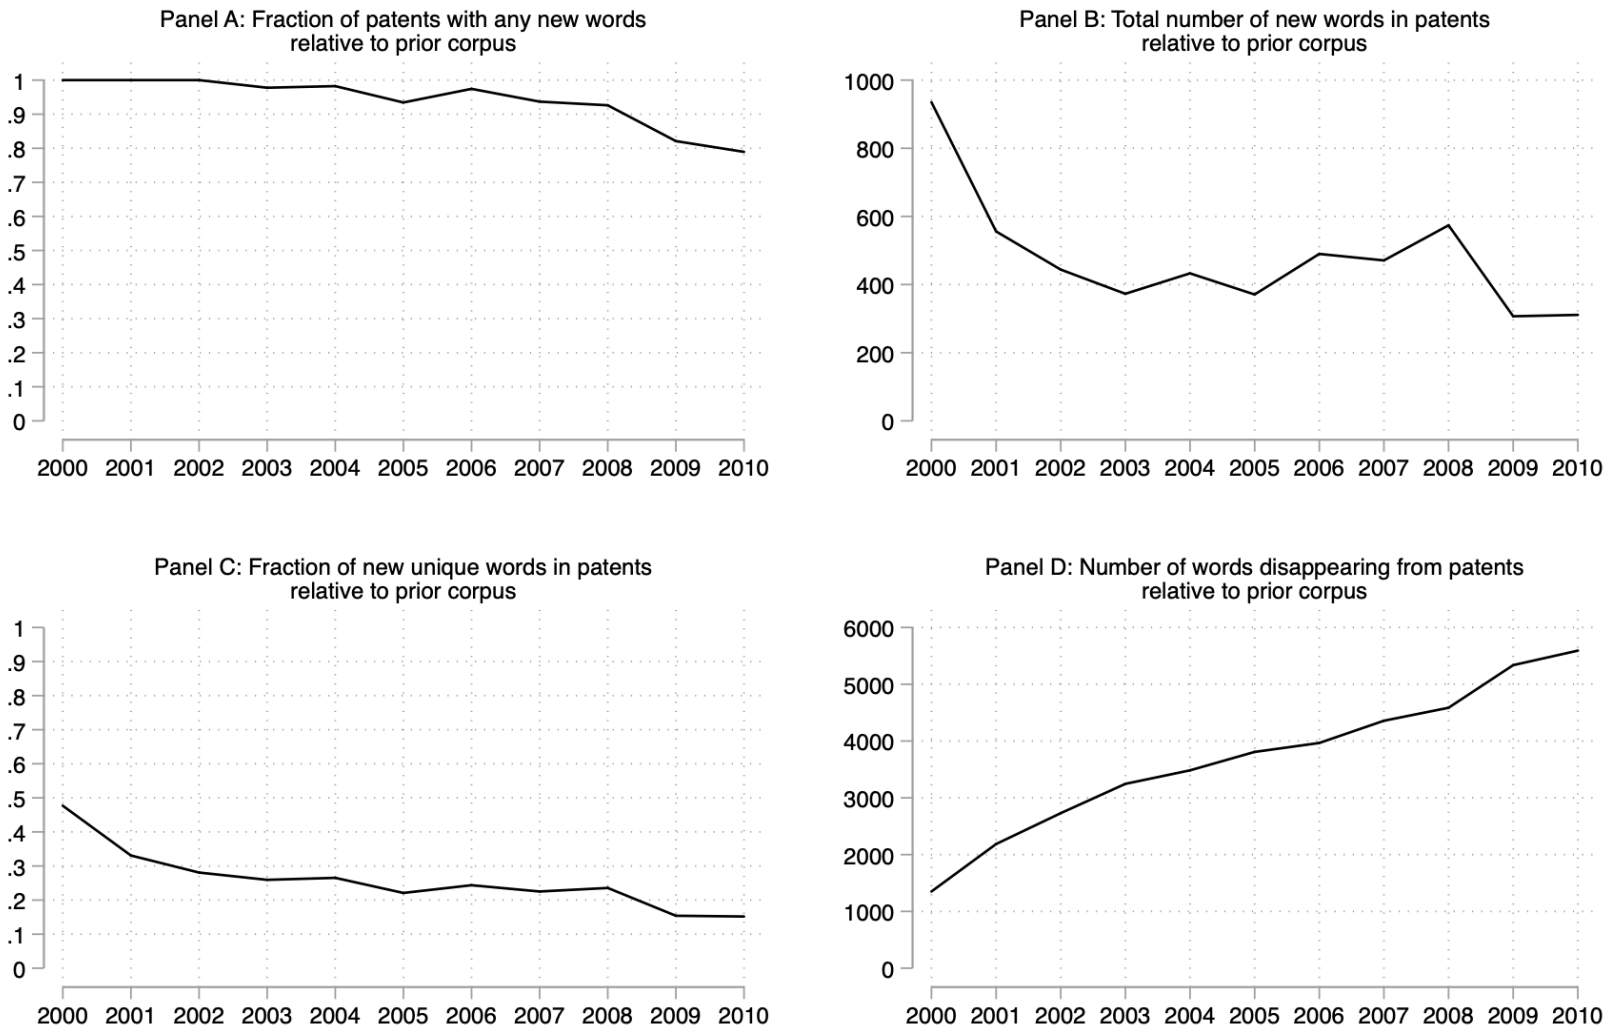 Panel A: Fraction of patents with any new words
relative to prior corpus
1
.9
.8
.7
.6
.5
.4
.3
.2
.1
0
2000 2001 2002 2003 2004 2005 2006 2007 2008 2009 2010
Panel B: Total number of new words in patents
relative to prior corpus
1000
800
600
400
200
0
2000 2001 2002 2003 2004 2005 2006 2007 2008 2009 2010
Panel C: Fraction of new unique words in patents
relative to prior corpus
1
.9
.8
.7
.6
.5
.4
.3
.2
.1
0
2000 2001 2002 2003 2004 2005 2006 2007 2008 2009 2010
Panel D: Number of words disappearing from patents
relative to prior corpus
6000
5000
4000
3000
2000
1000
0
2000 2001 2002 2003 2004 2005 2006 2007 2008 2009 2010